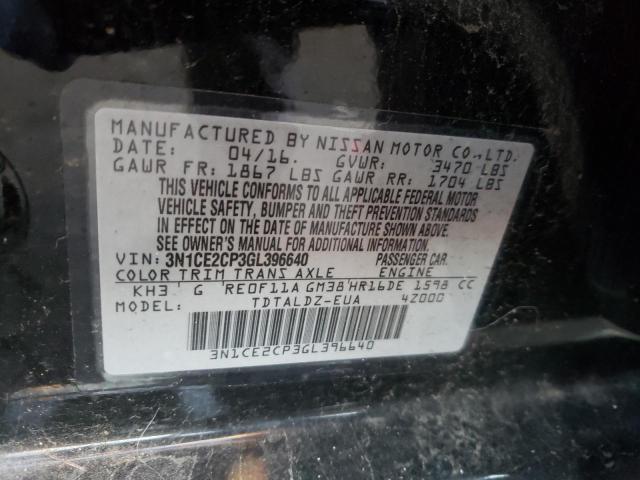 MANUFACTURED BY NISSAN MOTOR CO., LTD.
DATE: 04/16. GVWR: 3470 LBS
GAWR FR: 1867 LBS GAWR RR: 1704 LBS
THIS VEHICLE CONFORMS TO ALL APPLICABLE FEDERAL MOTOR
VEHICLE SAFETY, BUMPER AND THEFT PREVENTION STANDARDS
IN EFFECT ON THE DATE OF MANUFACTURE SHOWN ABOVE.
SEE OWNER'S MANUAL FOR ADDITIONAL INFORMATION.
VIN: 3N1CE2CP3GL396640 PASSENGER CAR.
COLOR TRIM TRANS AXLE ENGINE
KH3 G RE0F11A GM38 HR16DE 1598 CC
MODEL: TDTALDZ-EUA 4Z000
3N1CE2CP3GL396640